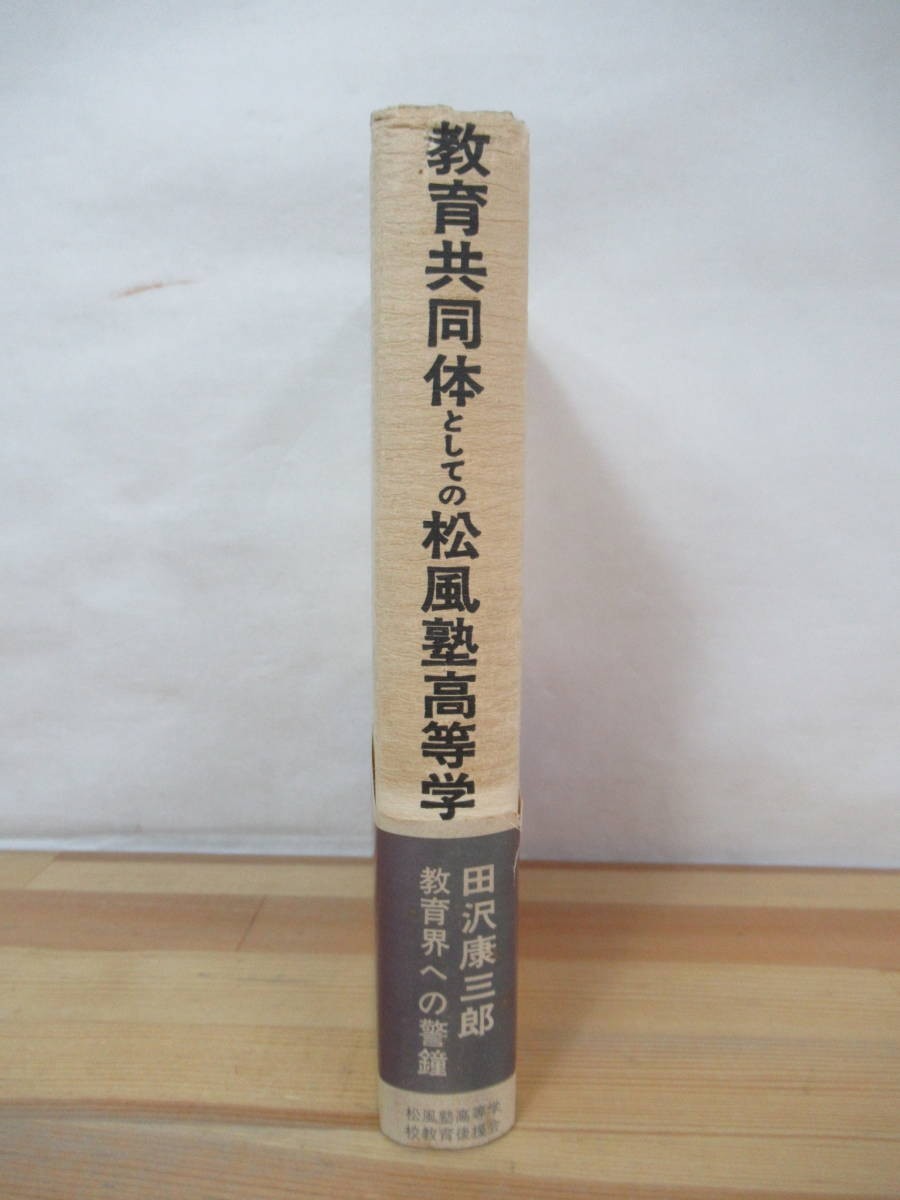 教育共同体としての松風塾高等学
田沢康三郎
教育界への警鐘
松風塾高等学
校教育後援会